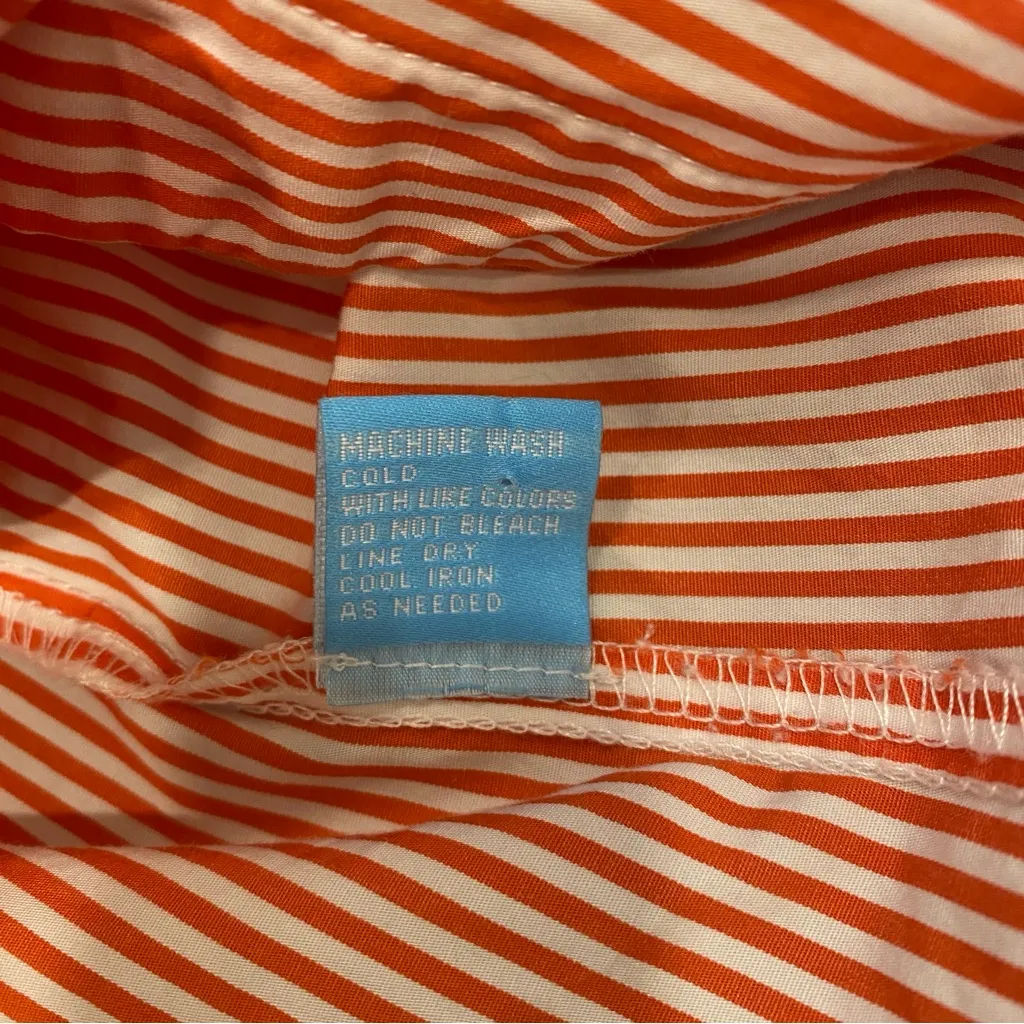 MACHINE WASH
COLD
WITH LIKE COLORS
DO NOT BLEACH
LINE DRY
COOL IRON
AS NEEDED